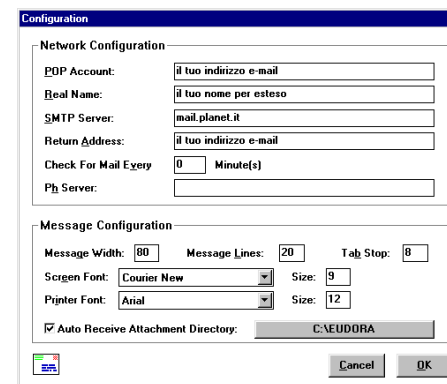 Configuration
Network Configuration
POP Account: il tuo indirizzo e-mail
Real Name: il tuo nome per esteso
SMTP Server: mail.planet.it
Return Address: il tuo indirizzo e-mail
Check For Mail Every 0 Minute(s)
Ph Server:
Message Configuration
Message Width: 80 Message Lines: 20 Tab Stop: 8
Screen Font: Courier New Size: 9
Printer Font: Arial Size: 12
Auto Receive Attachment Directory: C:\EUDORA
Cancel OK